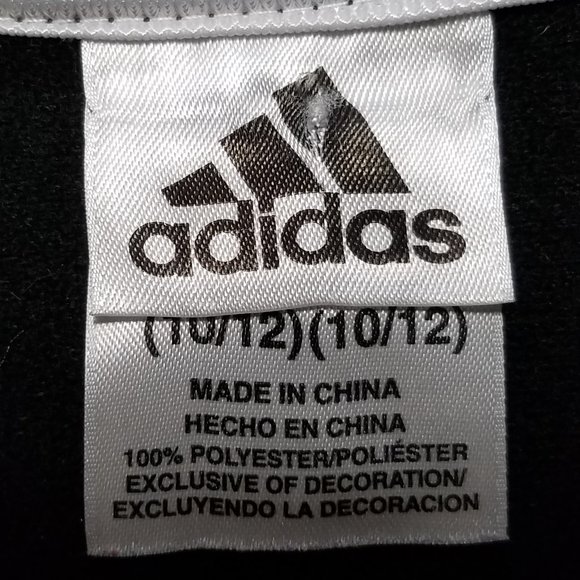 adidas
(10/12)(10/12)
MADE IN CHINA
HECHO EN CHINA
100% POLYESTER/POLIÉSTER
EXCLUSIVE OF DECORATION/
EXCLUYENDO LA DECORACION